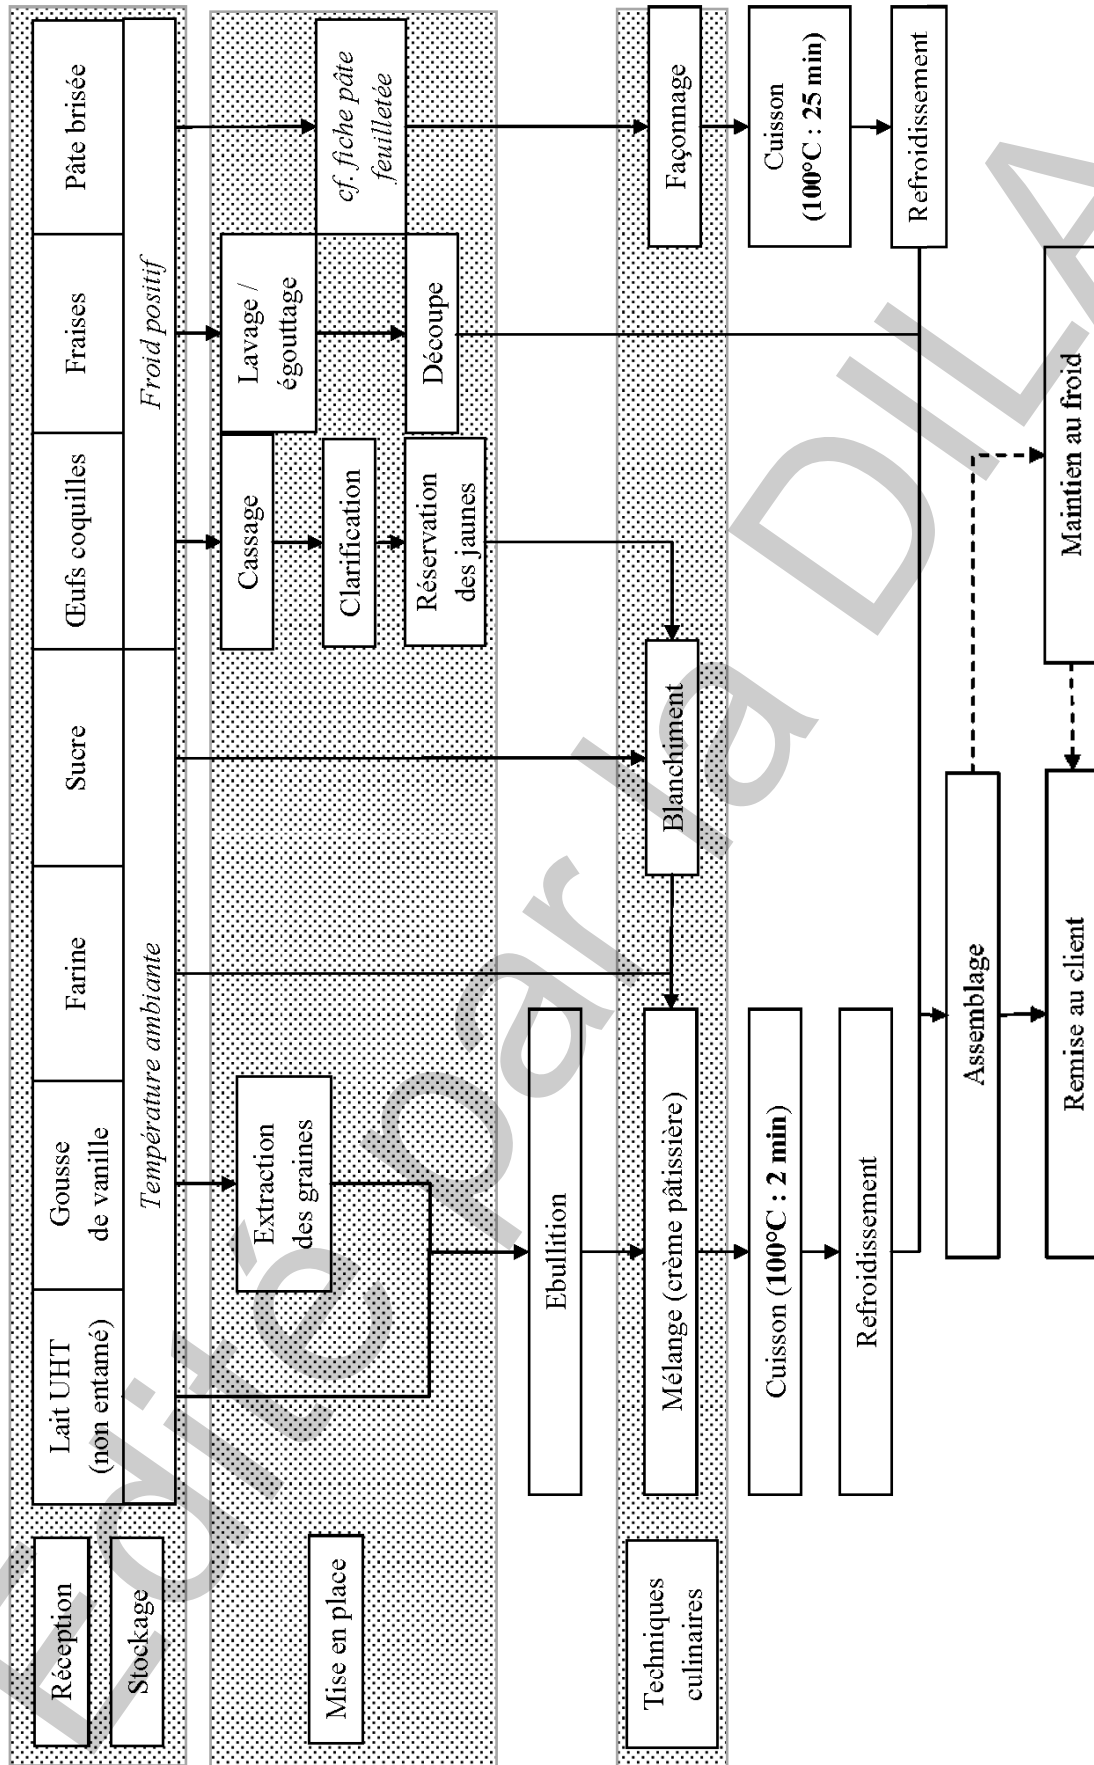 Réception
Lait UHT
(non entamé)
Gousse
de vanille
Farine
Sucre
Œufs coquilles
Fraises
Pâte brisée
Stockage
Température ambiante
Froid positif
Mise en place
Extraction
des graines
Cassage
Clarification
Réservation
des jaunes
Lavage /
égouttage
Découpe
cf. fiche pâte
feuilletée
Ebullition
Techniques
culinaires
Mélange (crème pâtissière)
Blanchiment
Façonnage
Cuisson (100°C : 2 min)
Cuisson
(100°C : 25 min)
Refroidissement
Refroidissement
Assemblage
Remise au client
Maintien au froid
Edité par la DILA